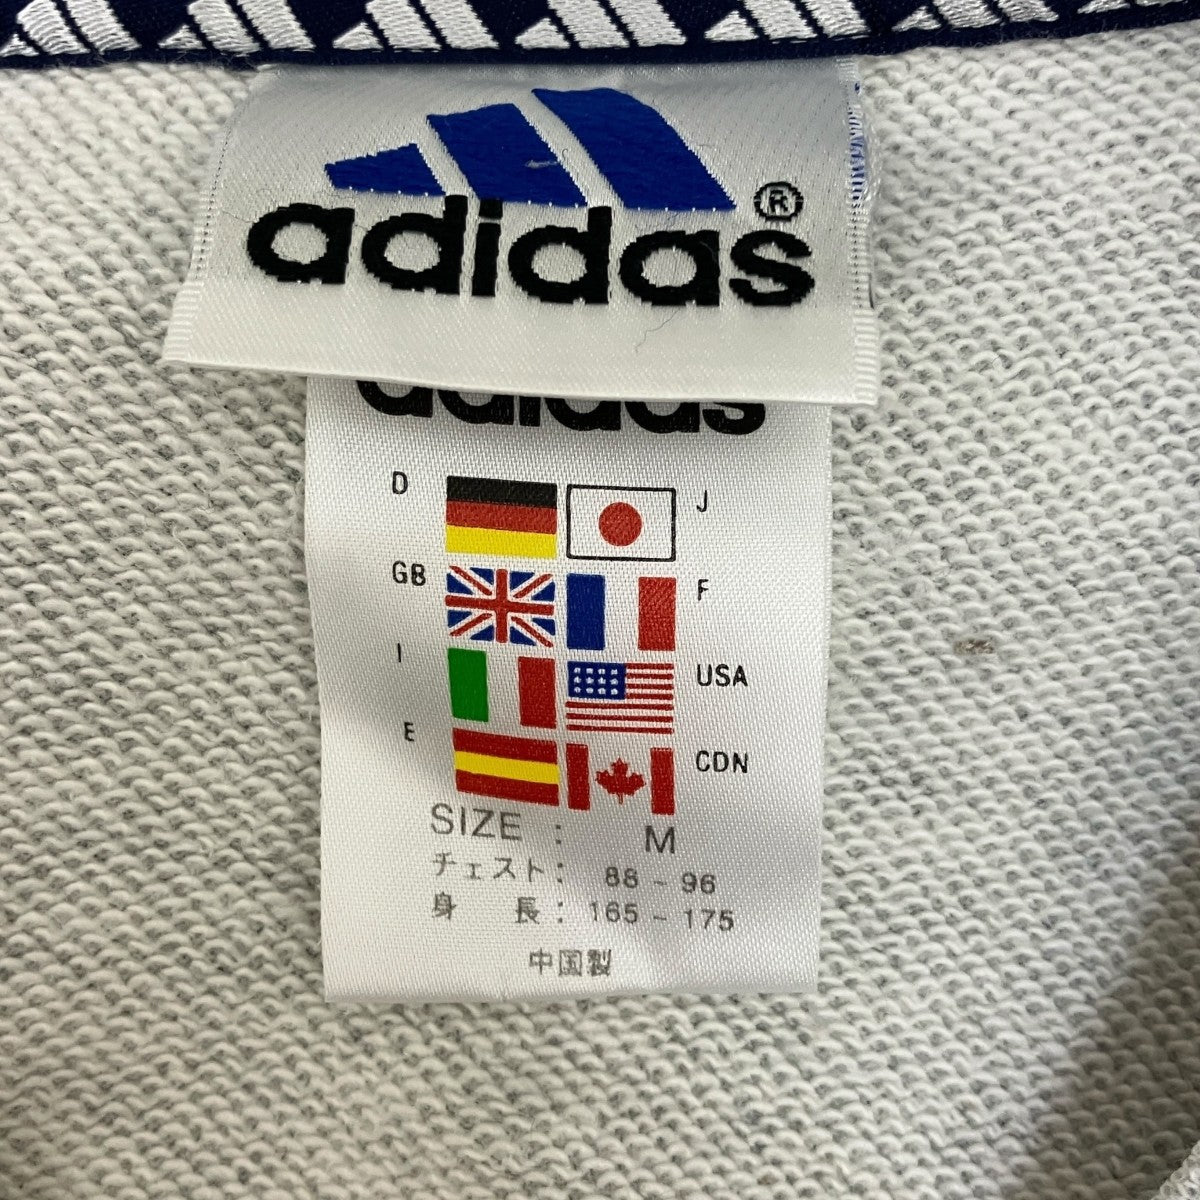 adidas ®
adidas
D J
GB F
I USA
E CDN
SIZE : M
チェスト: 88 ~ 96
身 長: 165 ~ 175
中国製